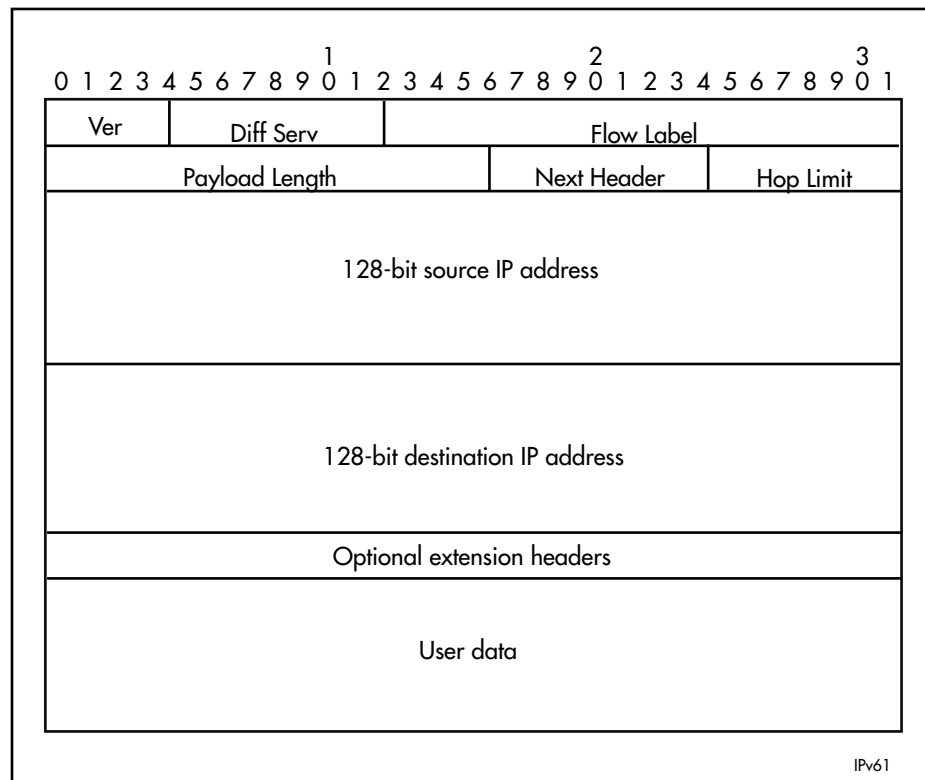 1 2 3
0 1 2 3 4 5 6 7 8 9 0 1 2 3 4 5 6 7 8 9 0 1 2 3 4 5 6 7 8 9 0 1
Ver Diff Serv Flow Label
Payload Length Next Header Hop Limit
128-bit source IP address
128-bit destination IP address
Optional extension headers
User data
IPv61